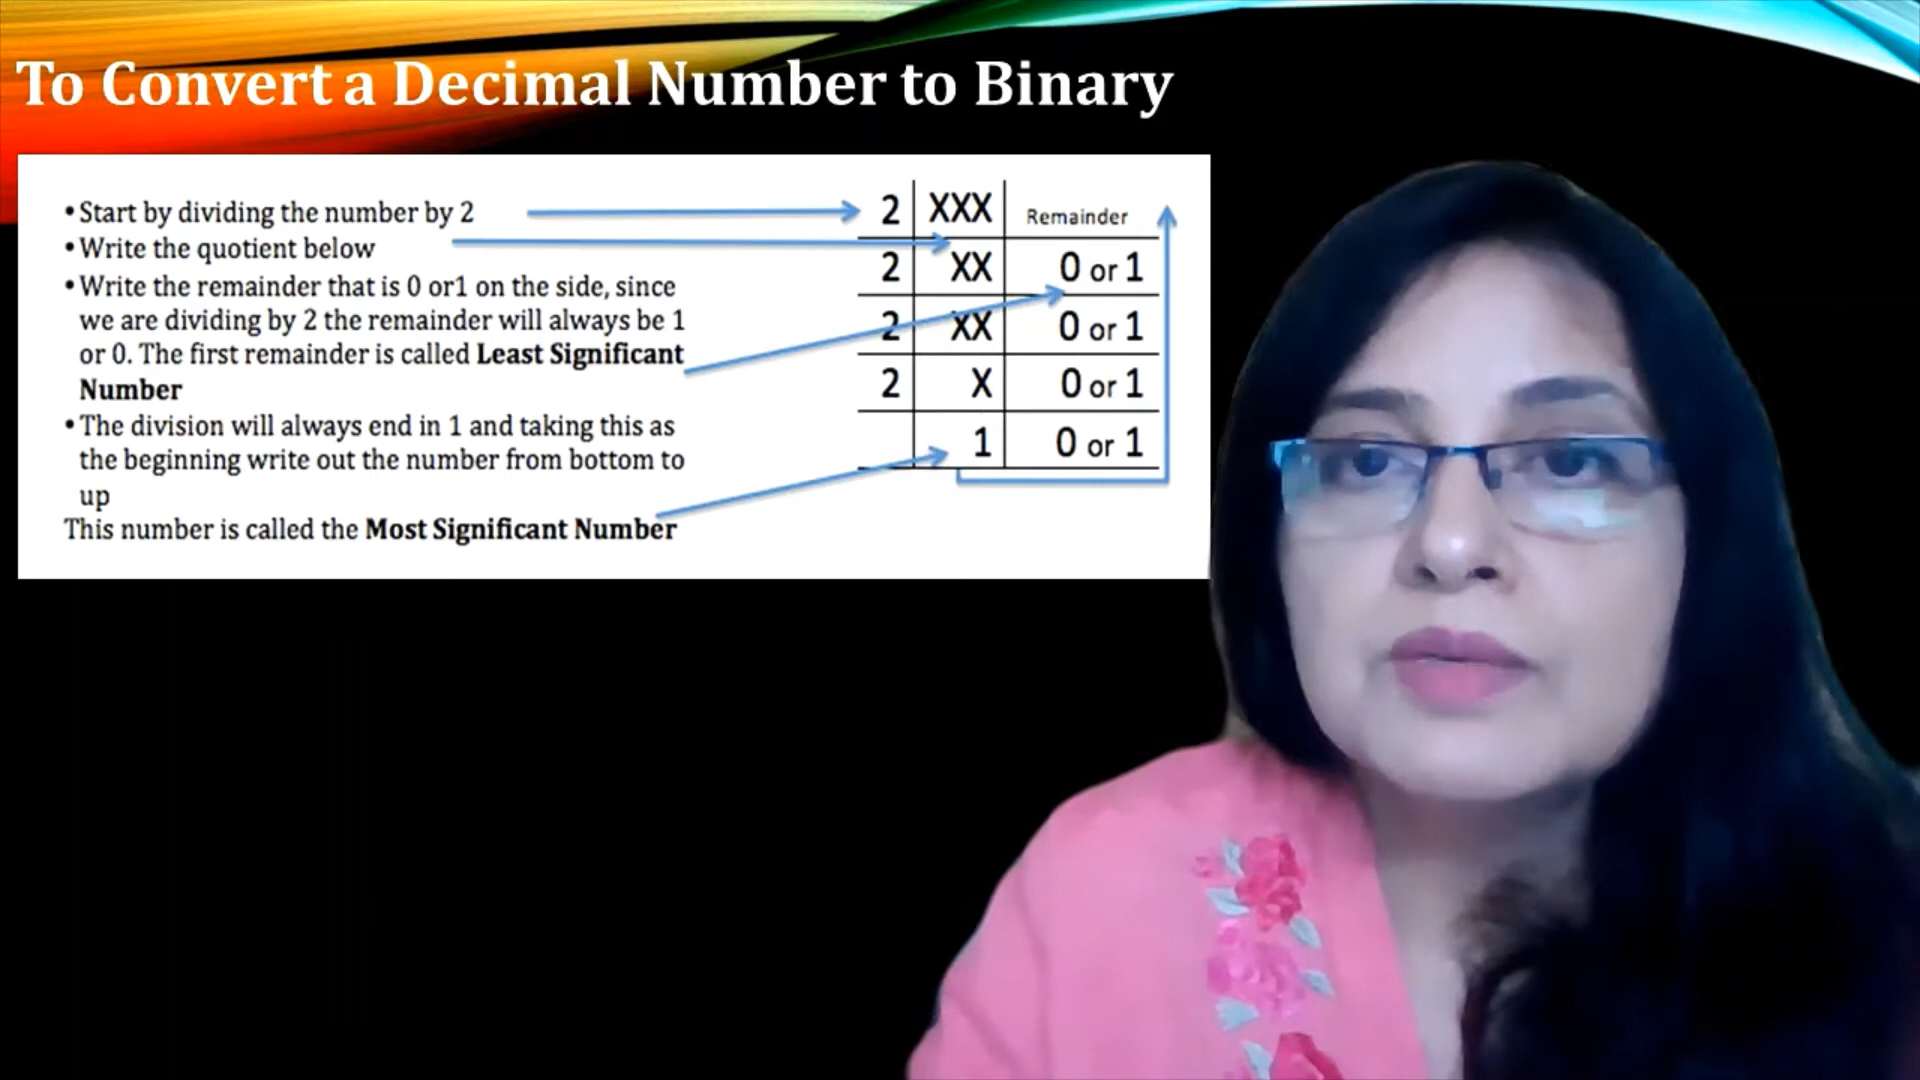 To Convert a Decimal Number to Binary
•Start by dividing the number by 2
•Write the quotient below
•Write the remainder that is 0 or1 on the side, since
we are dividing by 2 the remainder will always be 1
or 0. The first remainder is called Least Significant
Number
•The division will always end in 1 and taking this as
the beginning write out the number from bottom to
up
This number is called the Most Significant Number
2 XXX Remainder
2 XX 0 or 1
2 XX 0 or 1
2 X 0 or 1
1 0 or 1